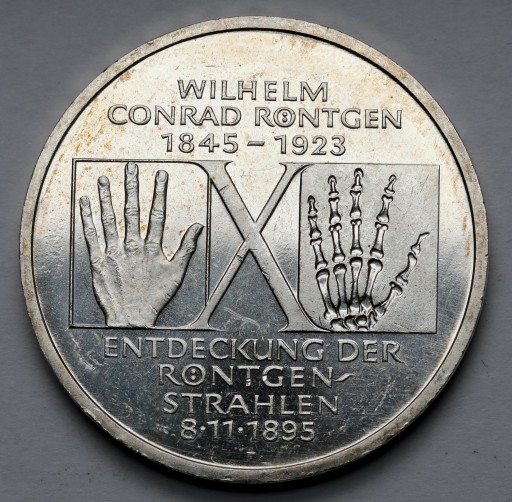 WILHELM
CONRAD RÖNTGEN
1845 – 1923
X
ENTDECKUNG DER
RÖNTGEN-
STRAHLEN
8·11·1895